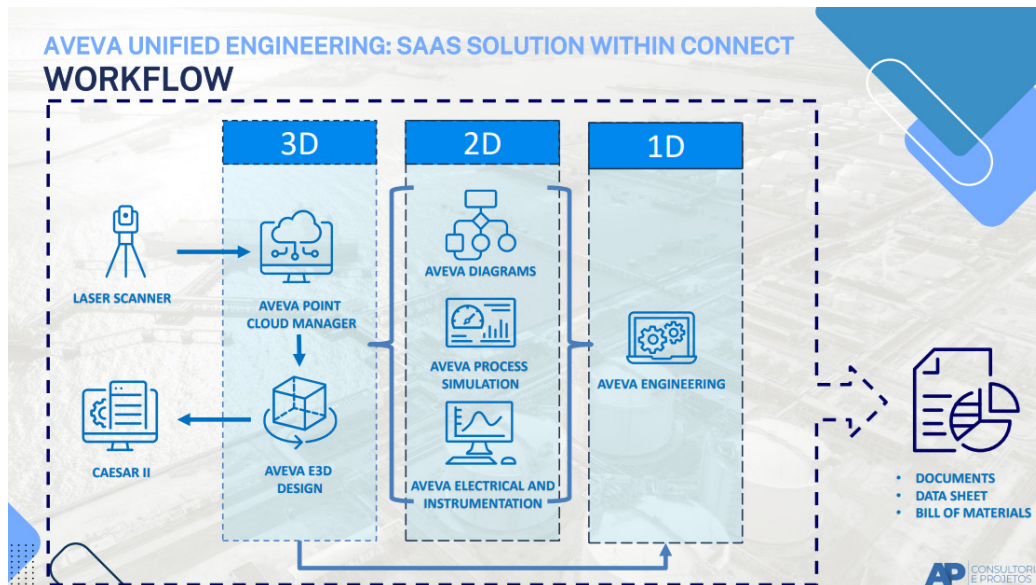 AVEVA UNIFIED ENGINEERING: SAAS SOLUTION WITHIN CONNECT
WORKFLOW
3D
2D
1D
LASER SCANNER
AVEVA POINT
CLOUD MANAGER
CAESAR II
AVEVA E3D
DESIGN
AVEVA DIAGRAMS
AVEVA PROCESS
SIMULATION
AVEVA ELECTRICAL AND
INSTRUMENTATION
AVEVA ENGINEERING
• DOCUMENTS
• DATA SHEET
• BILL OF MATERIALS
AP CONSULTOR
E PROJETOS